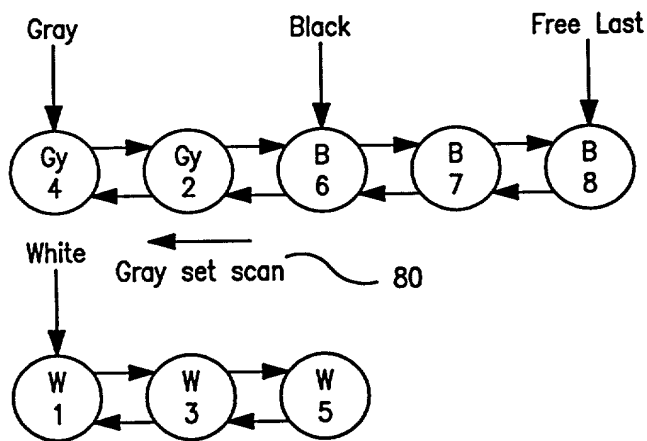 Gray Black Free Last
Gy Gy B B B
4 2 6 7 8
White
Gray set scan 80
W W W
1 3 5